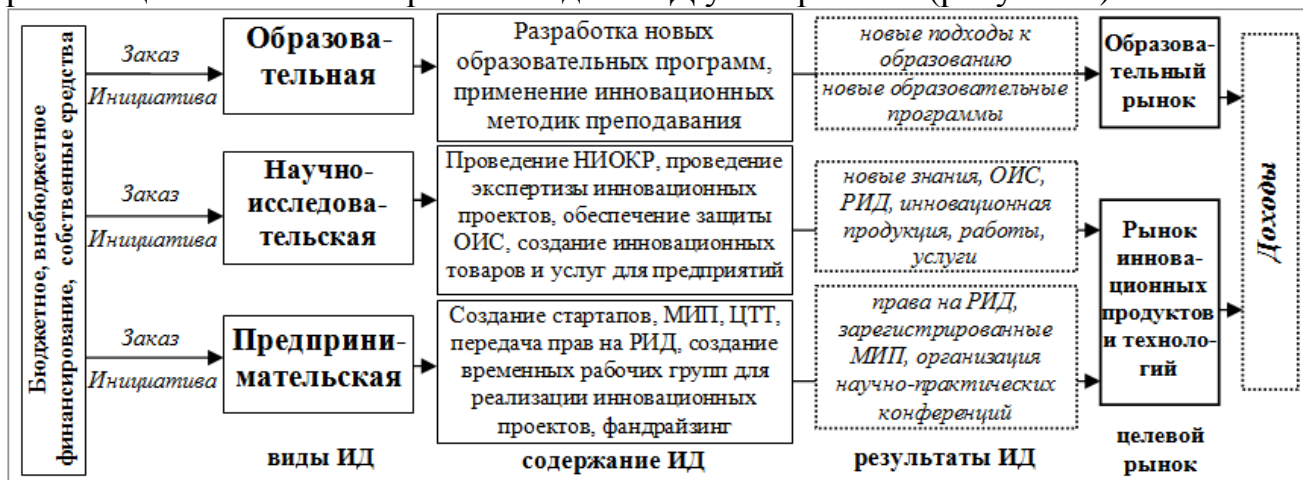 Бюджетное, внебюджетное
финансирование, собственные средства
Заказ
Инициатива
Образова-
тельная
Разработка новых
образовательных программ,
применение инновационных
методик преподавания
новые подходы к
образованию
новые образовательные
программы
Образова-
тельный
рынок
Заказ
Инициатива
Научно-
исследова-
тельская
Проведение НИОКР, проведение
экспертизы инновационных
проектов, обеспечение защиты
ОИС, создание инновационных
товаров и услуг для предприятий
новые знания, ОИС,
РИД, инновационная
продукция, работы,
услуги
Рынок
иннова-
ционных
продуктов
и техноло-
гий
Заказ
Инициатива
Предприни-
мательская
Создание стартапов, МИП, ЦТТ,
передача прав на РИД, создание
временных рабочих групп для
реализации инновационных
проектов, фандрайзинг
права на РИД,
зарегистрированные
МИП, организация
научно-практических
конференций
Доходы
виды ИД
содержание ИД
результаты ИД
целевой
рынок